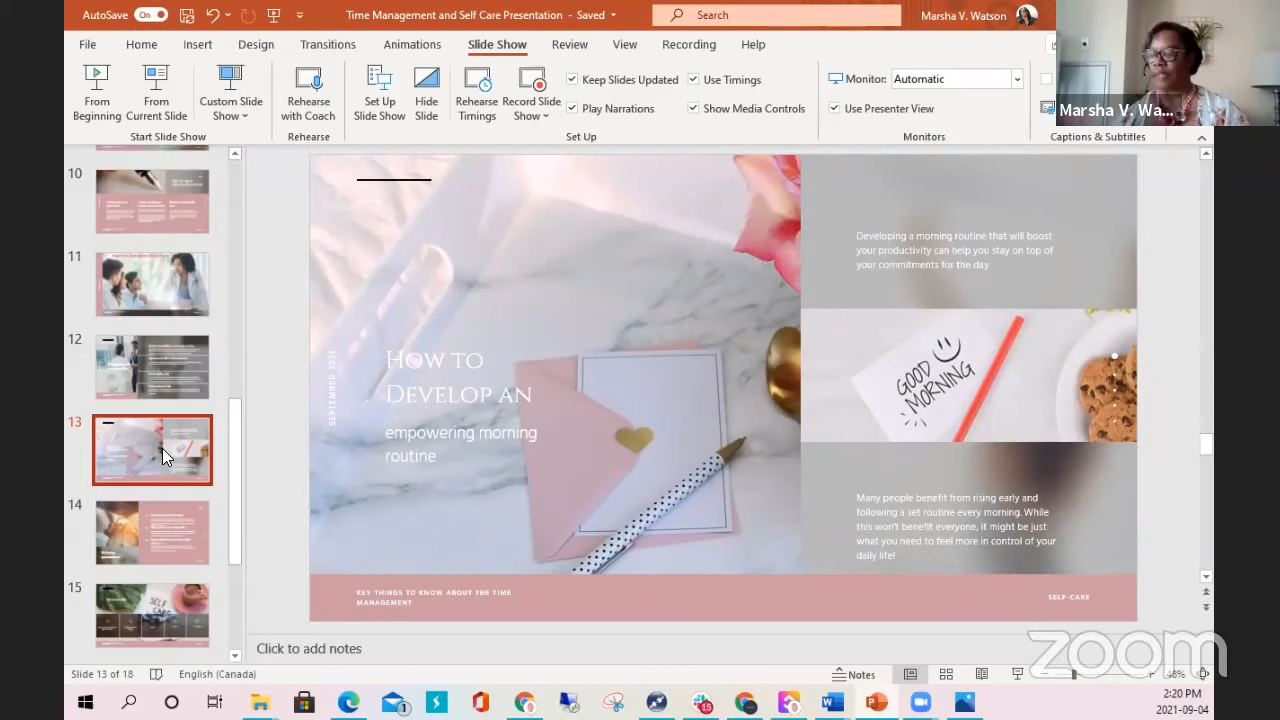 AutoSave On Time Management and Self Care Presentation - Saved Search Marsha V. Watson
File Home Insert Design Transitions Animations Slide Show Review View Recording Help
From Beginning
From Current Slide
Custom Slide Show
Start Slide Show
Rehearse with Coach
Rehearse
Set Up Slide Show
Hide Slide
Rehearse Timings
Record Slide Show
Keep Slides Updated
Play Narrations
Use Timings
Show Media Controls
Set Up
Monitor: Automatic
Use Presenter View
Monitors
Captions & Subtitles
Marsha V. Wa...
10
11
12
13
14
15
SEPTEMBER 2021
How to
Develop an
empowering morning
routine
Developing a morning routine that will boost
your productivity can help you stay on top of
your commitments for the day.
GOOD
MORNING
Many people benefit from rising early and
following a set routine every morning. While
this won't benefit everyone, it might be just
what you need to feel more in control of your
daily life!
KEY THINGS TO KNOW ABOUT THE TIME
MANAGEMENT
SELF-CARE
Click to add notes
zoom
Slide 13 of 18 English (Canada) Notes
2:20 PM
2021-09-04